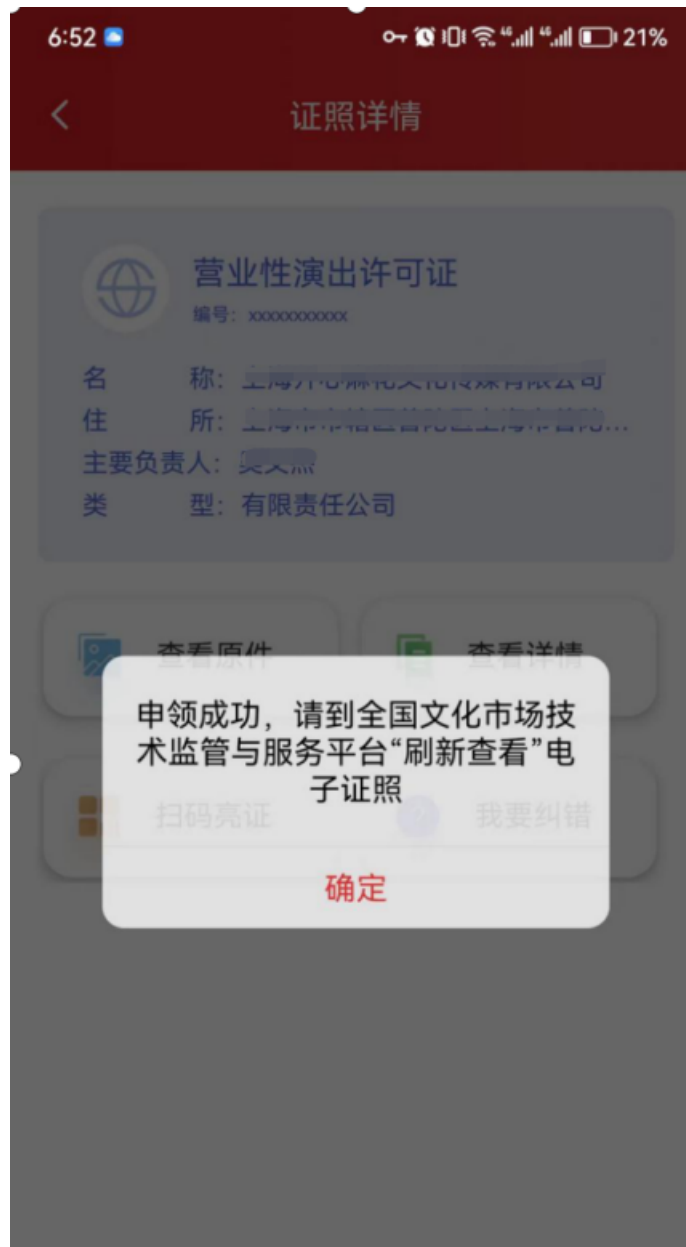 6:52
4G 4G 21%
证照详情
营业性演出许可证
编号：xxxxxxxxxxx
名 称：
住 所：
主要负责人：
类 型：有限责任公司
查看原件 查看详情
申领成功，请到全国文化市场技
术监管与服务平台“刷新查看”电
子证照
扫码亮证 我要纠错
确定